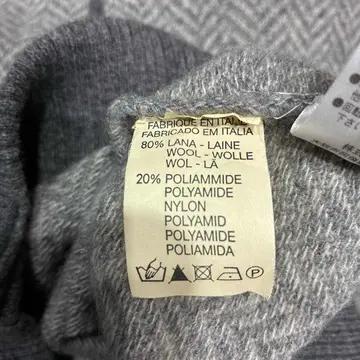 FABRIQUE EN ITALIE
FABRICADO EM ITALIA
80% LANA - LAINE
WOOL - WOLLE
WOL - LÃ
20% POLIAMMIDE
POLYAMIDE
NYLON
POLYAMID
POLYAMIDE
POLIAMIDA
P